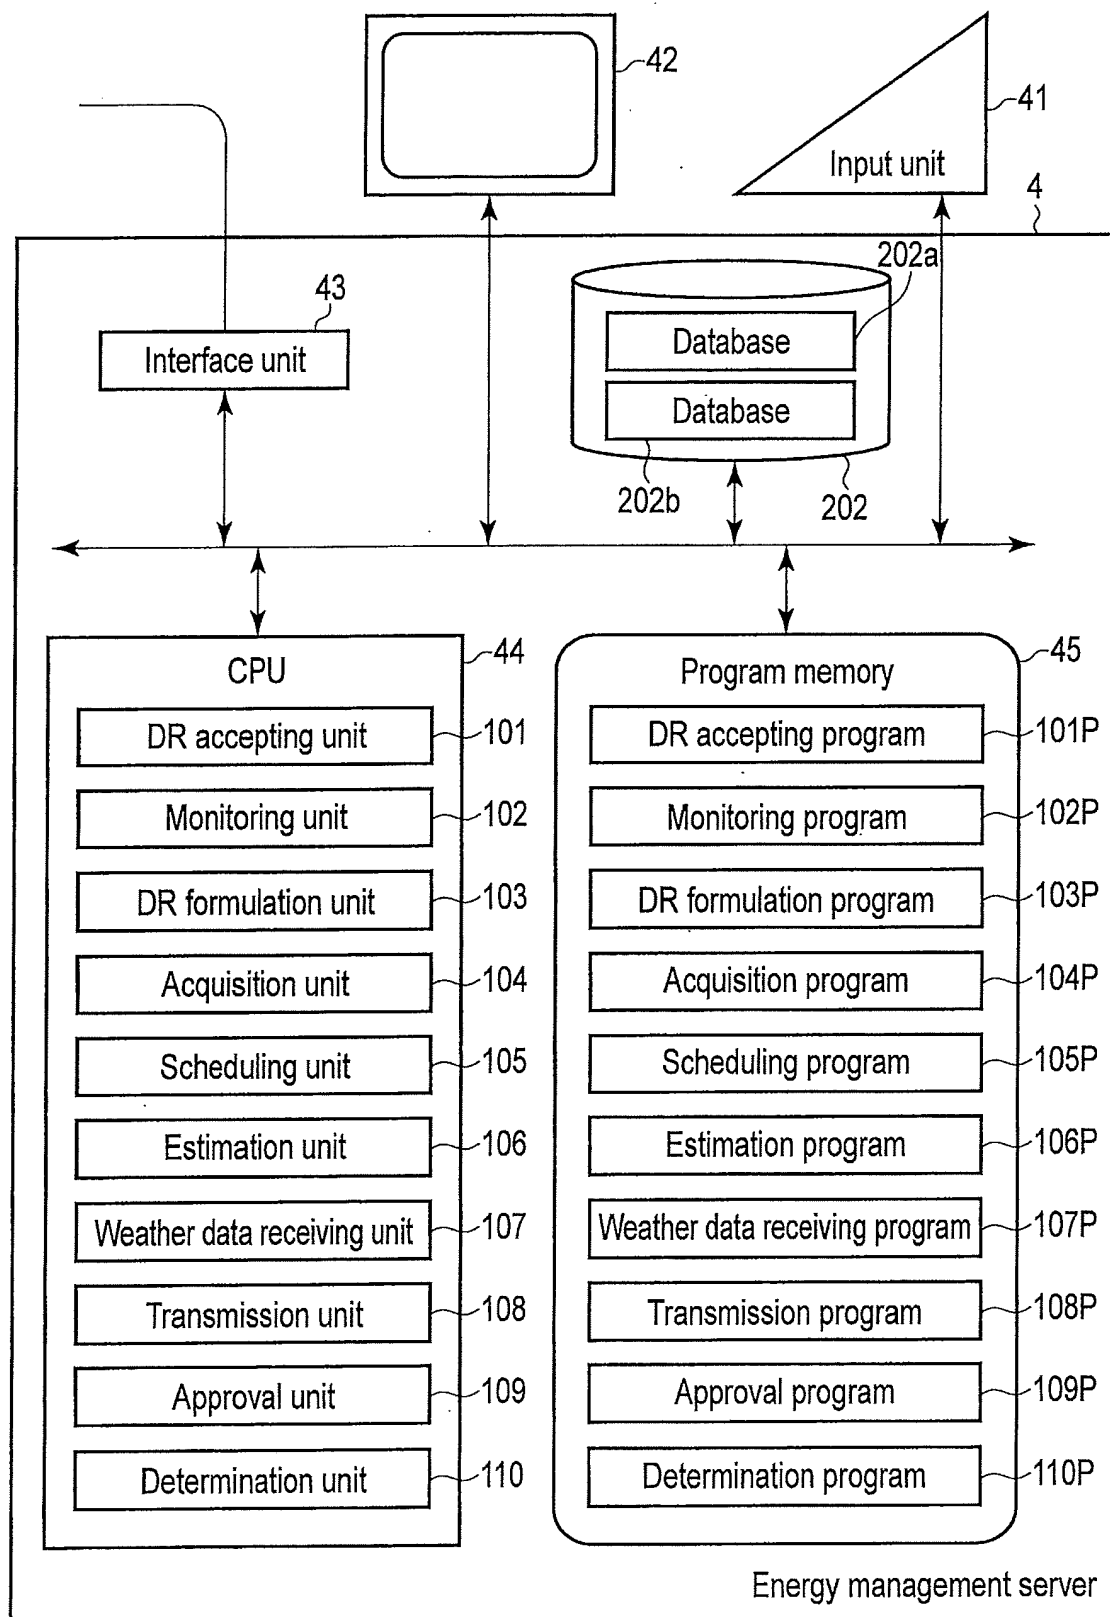 42
41
Input unit
4
202a
43
Interface unit
Database
Database
202b
202
44
CPU
DR accepting unit
101
Monitoring unit
102
DR formulation unit
103
Acquisition unit
104
Scheduling unit
105
Estimation unit
106
Weather data receiving unit
107
Transmission unit
108
Approval unit
109
Determination unit
110
45
Program memory
DR accepting program
101P
Monitoring program
102P
DR formulation program
103P
Acquisition program
104P
Scheduling program
105P
Estimation program
106P
Weather data receiving program
107P
Transmission program
108P
Approval program
109P
Determination program
110P
Energy management server